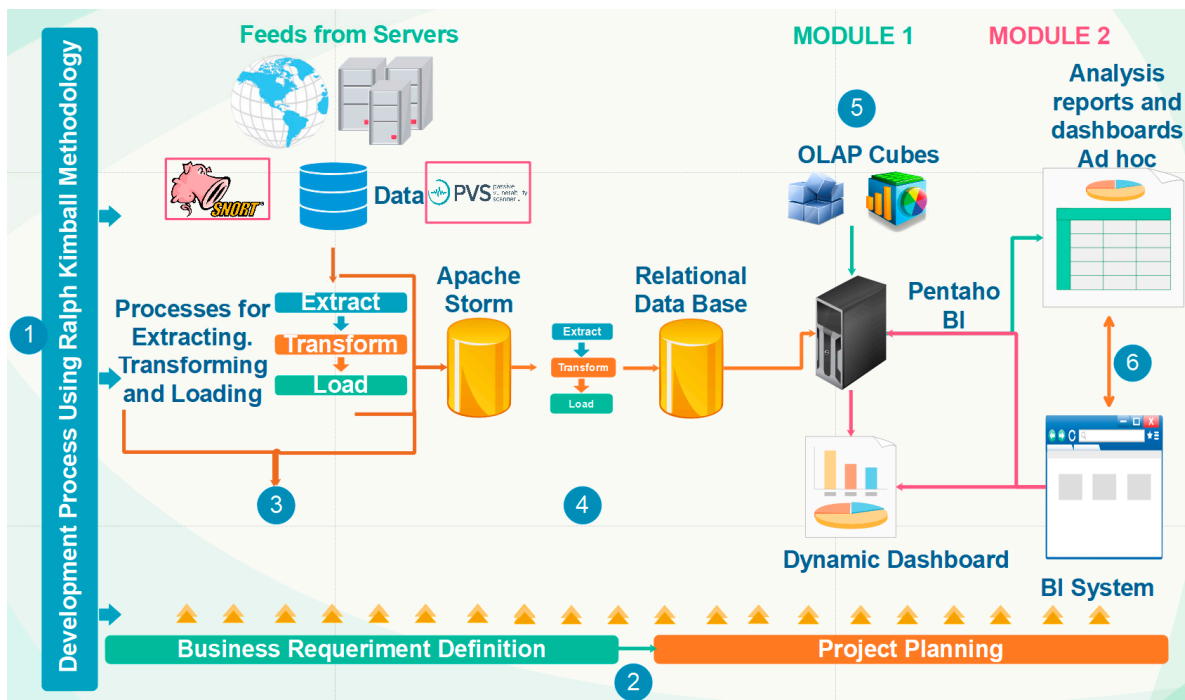 Development Process Using Ralph Kimball Methodology
1
Feeds from Servers
SNORT
Data
PVS
passive
vulnerability
scanner
Processes for
Extracting.
Transforming
and Loading
Extract
Transform
Load
3
Apache
Storm
Extract
Transform
Load
4
Relational
Data Base
MODULE 1
5
OLAP Cubes
Pentaho
BI
Dynamic Dashboard
MODULE 2
Analysis
reports and
dashboards
Ad hoc
6
X
BI System
Business Requeriment Definition
2
Project Planning